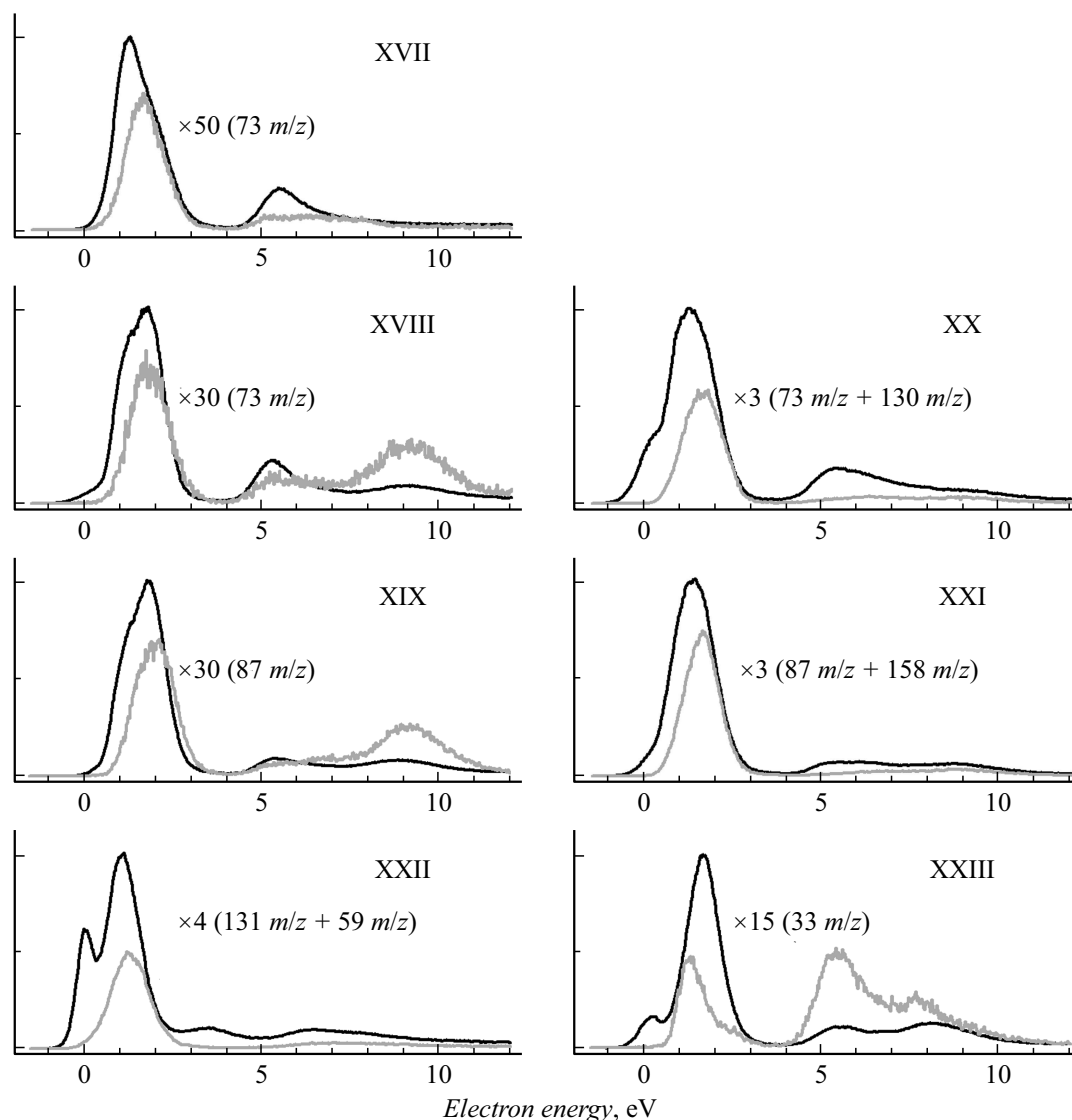 XVII
×50 (73 m/z)
0 5 10
XVIII
×30 (73 m/z)
0 5 10
XX
×3 (73 m/z + 130 m/z)
0 5 10
XIX
×30 (87 m/z)
0 5 10
XXI
×3 (87 m/z + 158 m/z)
0 5 10
XXII
×4 (131 m/z + 59 m/z)
0 5 10
XXIII
×15 (33 m/z)
0 5 10
Electron energy, eV